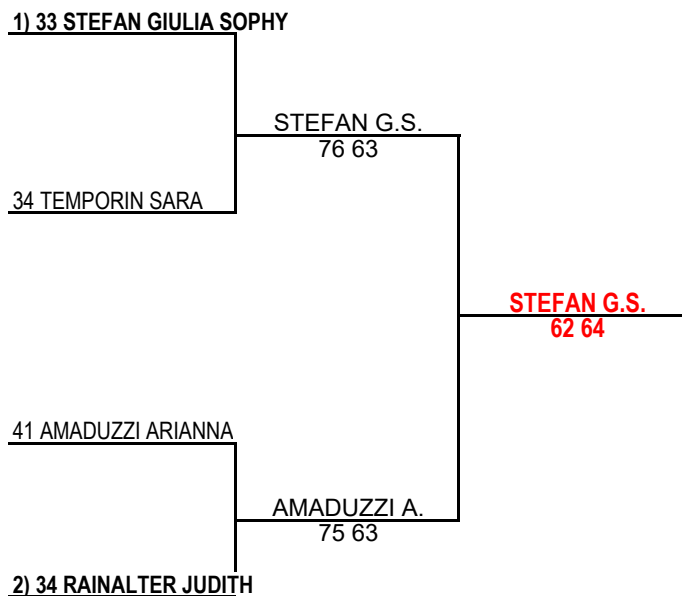 1) 33 STEFAN GIULIA SOPHY
STEFAN G.S.
76 63
34 TEMPORIN SARA
STEFAN G.S.
62 64
41 AMADUZZI ARIANNA
AMADUZZI A.
75 63
2) 34 RAINALTER JUDITH